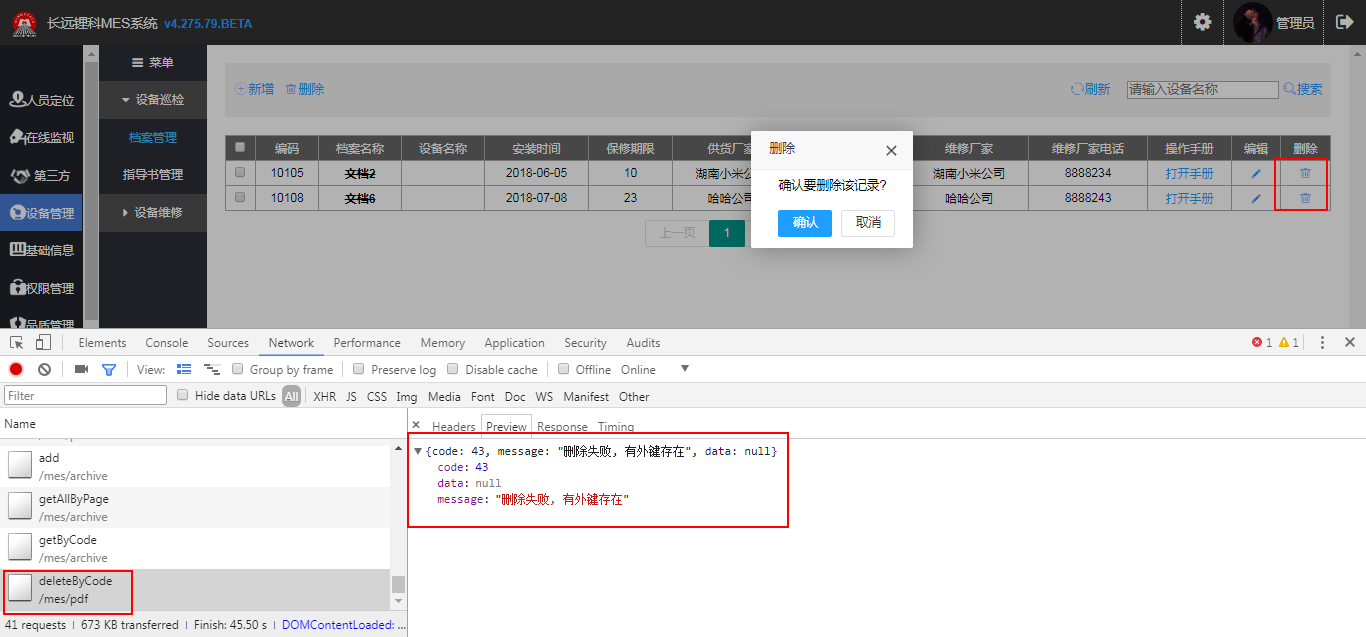 长远锂科MES系统 v4.275.79.BETA 管理员
菜单
人员定位 设备巡检 新增 删除 刷新 请输入设备名称 搜索
在线监视 档案管理
编码 档案名称 设备名称 安装时间 保修期限 供货厂家 维修厂家 维修厂家电话 操作手册 编辑 删除
第三方 指导书管理 10105 文档2 2018-06-05 10 湖南小米公 湖南小米公司 8888234 打开手册
设备管理 设备维修 10108 文档6 2018-07-08 23 哈哈公司 哈哈公司 8888243 打开手册
基础信息 上一页 1
权限管理
品质管理
删除
确认要删除该记录?
确认 取消
Elements Console Sources Network Performance Memory Application Security Audits 1 1
View: Group by frame Preserve log Disable cache Offline Online
Filter Hide data URLs All XHR JS CSS Img Media Font Doc WS Manifest Other
Name
Headers Preview Response Timing
add
/mes/archive
getAllByPage
/mes/archive
getByCode
/mes/archive
deleteByCode
/mes/pdf
{code: 43, message: "删除失败, 有外键存在", data: null}
code: 43
data: null
message: "删除失败, 有外键存在"
41 requests | 673 KB transferred | Finish: 45.50 s | DOMContentLoaded: ...